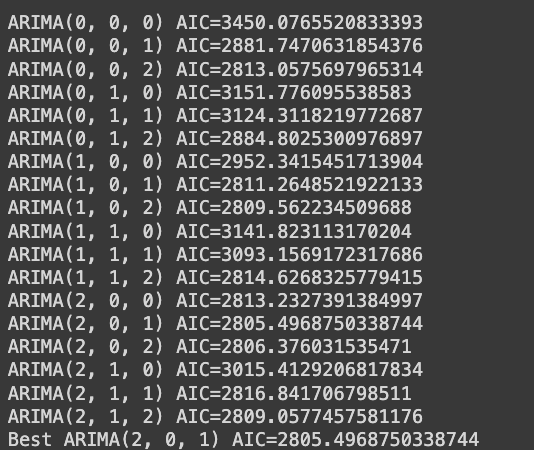 ARIMA(0, 0, 0) AIC=3450.0765520833393
ARIMA(0, 0, 1) AIC=2881.7470631854376
ARIMA(0, 0, 2) AIC=2813.0575697965314
ARIMA(0, 1, 0) AIC=3151.776095538583
ARIMA(0, 1, 1) AIC=3124.3118219772687
ARIMA(0, 1, 2) AIC=2884.8025300976897
ARIMA(1, 0, 0) AIC=2952.3415451713904
ARIMA(1, 0, 1) AIC=2811.2648521922133
ARIMA(1, 0, 2) AIC=2809.562234509688
ARIMA(1, 1, 0) AIC=3141.823113170204
ARIMA(1, 1, 1) AIC=3093.1569172317686
ARIMA(1, 1, 2) AIC=2814.6268325779415
ARIMA(2, 0, 0) AIC=2813.2327391384997
ARIMA(2, 0, 1) AIC=2805.4968750338744
ARIMA(2, 0, 2) AIC=2806.376031535471
ARIMA(2, 1, 0) AIC=3015.4129206817834
ARIMA(2, 1, 1) AIC=2816.841706798511
ARIMA(2, 1, 2) AIC=2809.0577457581176
Best ARIMA(2, 0, 1) AIC=2805.4968750338744